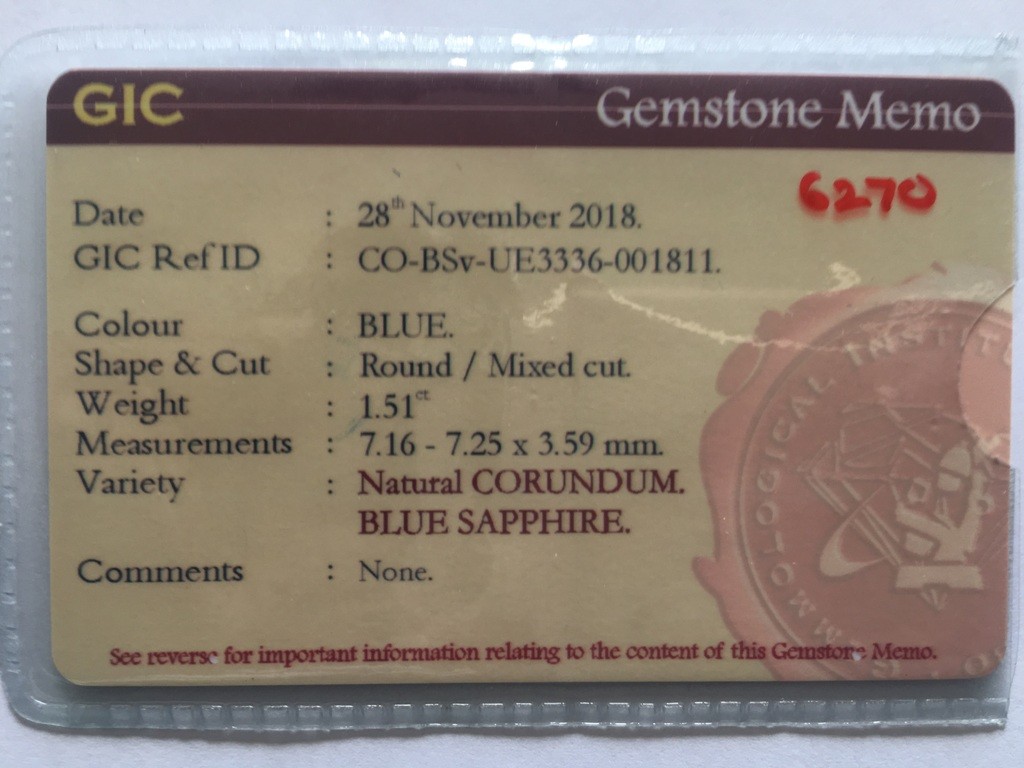 GIC Gemstone Memo
6270
Date : 28th November 2018.
GIC Ref ID : CO-BSv-UE3336-001811.
Colour : BLUE.
Shape & Cut : Round / Mixed cut.
Weight : 1.51ct
Measurements : 7.16 - 7.25 x 3.59 mm.
Variety : Natural CORUNDUM.
BLUE SAPPHIRE.
Comments : None.
See reverse for important information relating to the content of this Gemstone Memo.